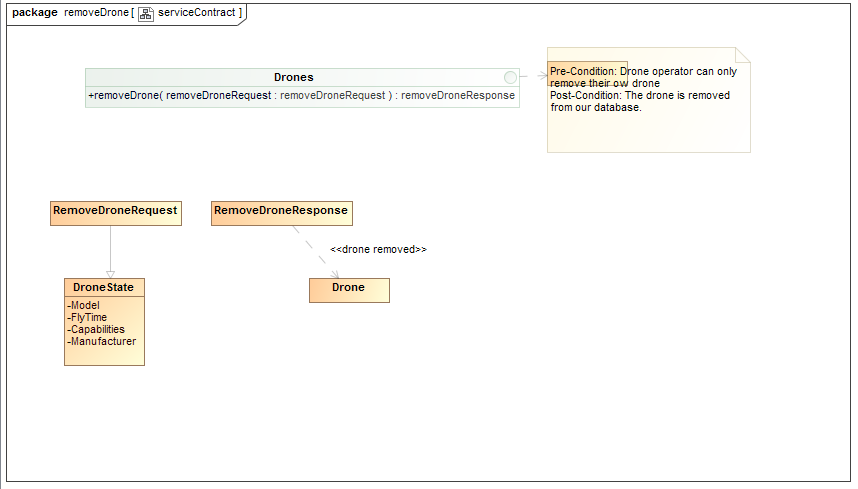 package removeDrone [ serviceContract ]
Drones
+removeDrone( removeDroneRequest : removeDroneRequest ) : removeDroneResponse
Pre-Condition: Drone operator can only
remove their ow drone
Post-Condition: The drone is removed
from our database.
RemoveDroneRequest
RemoveDroneResponse
<<drone removed>>
DroneState
-Model
-FlyTime
-Capabilities
-Manufacturer
Drone